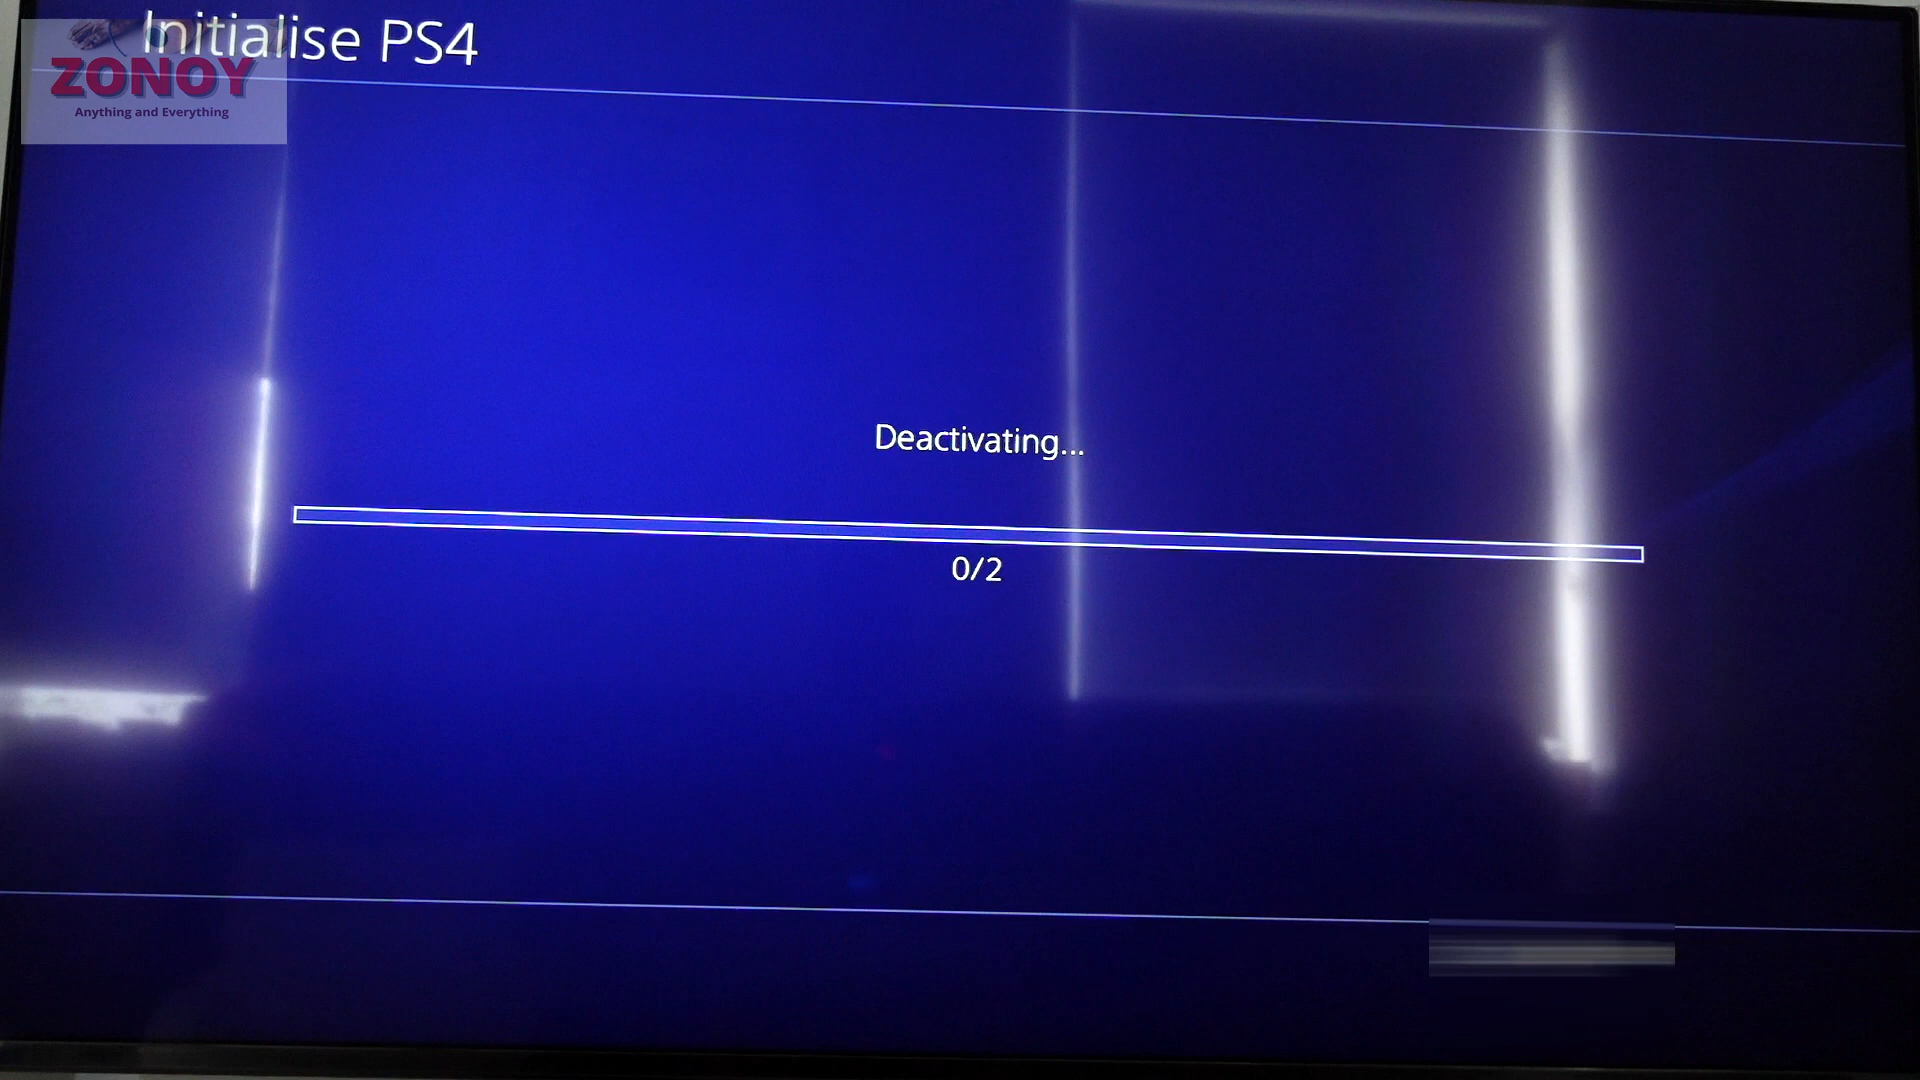 Initialise PS4
ZONOY
Anything and Everything
Deactivating...
0/2